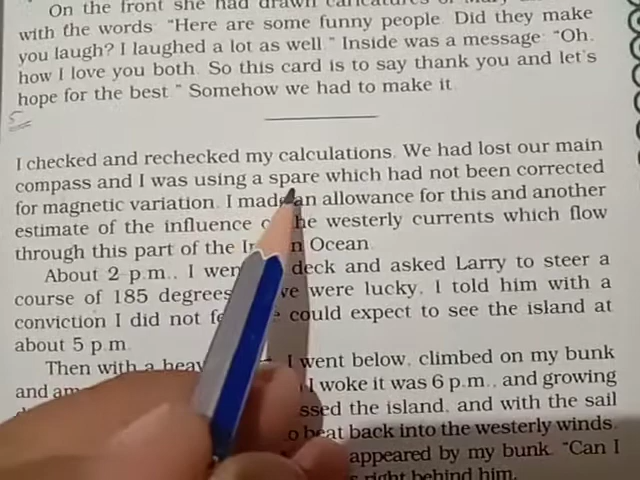 On the front she had drawn caricatures of Mary
with the words "Here are some funny people. Did they make
you laugh? I laughed a lot as well." Inside was a message: "Oh.
how I love you both. So this card is to say thank you and let's
hope for the best." Somehow we had to make it.
5
I checked and rechecked my calculations. We had lost our main
compass and I was using a spare which had not been corrected
for magnetic variation. I made an allowance for this and another
estimate of the influence he westerly currents which flow
through this part of the n Ocean.
About 2 p.m., I wen deck and asked Larry to steer a
course of 185 degrees ve were lucky, I told him with a
conviction I did not could expect to see the island at
about 5 p.m.
Then with a I went below, climbed on my bunk
and I woke it was 6 p.m., and growing
ssed the island, and with the sail
o beat back into the westerly winds.
appeared by my bunk. "Can I
right behind him.